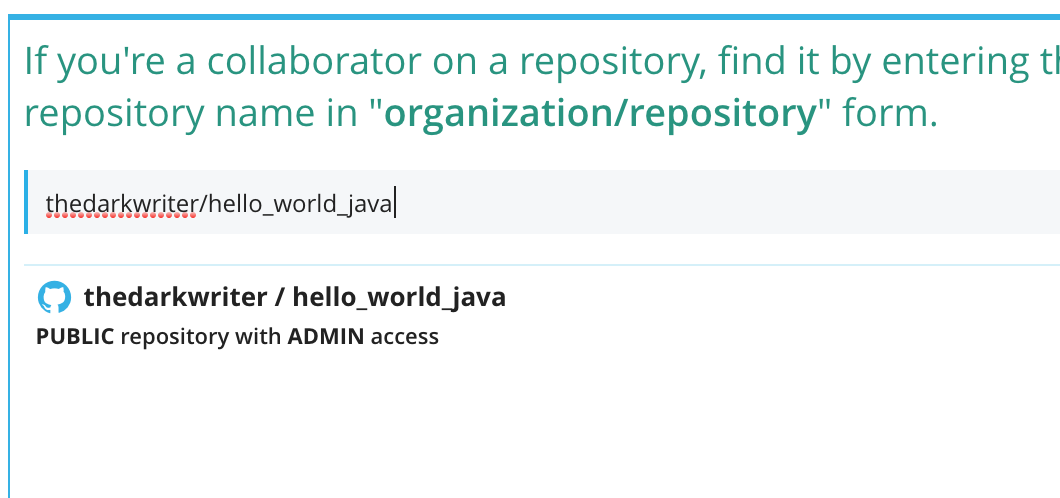 If you're a collaborator on a repository, find it by entering
repository name in "organization/repository" form.
thedarkwriter/hello_world_java
thedarkwriter / hello_world_java
PUBLIC repository with ADMIN access